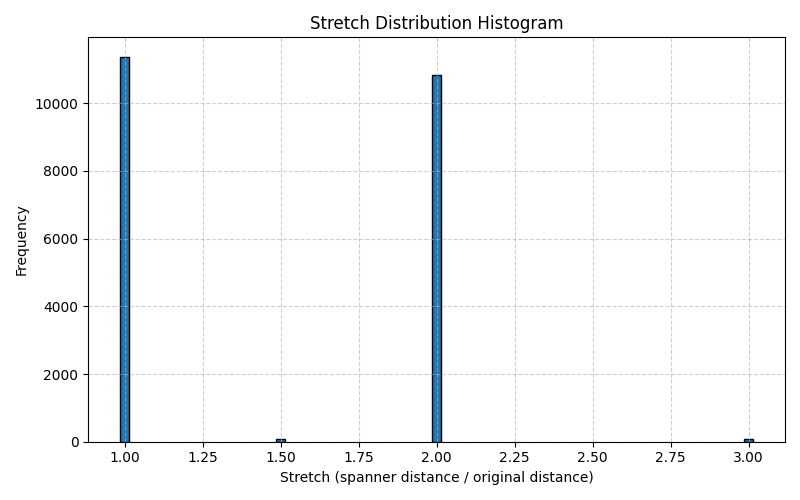 Stretch Distribution Histogram
Frequency
10000
8000
6000
4000
2000
0
1.00 1.25 1.50 1.75 2.00 2.25 2.50 2.75 3.00
Stretch (spanner distance / original distance)